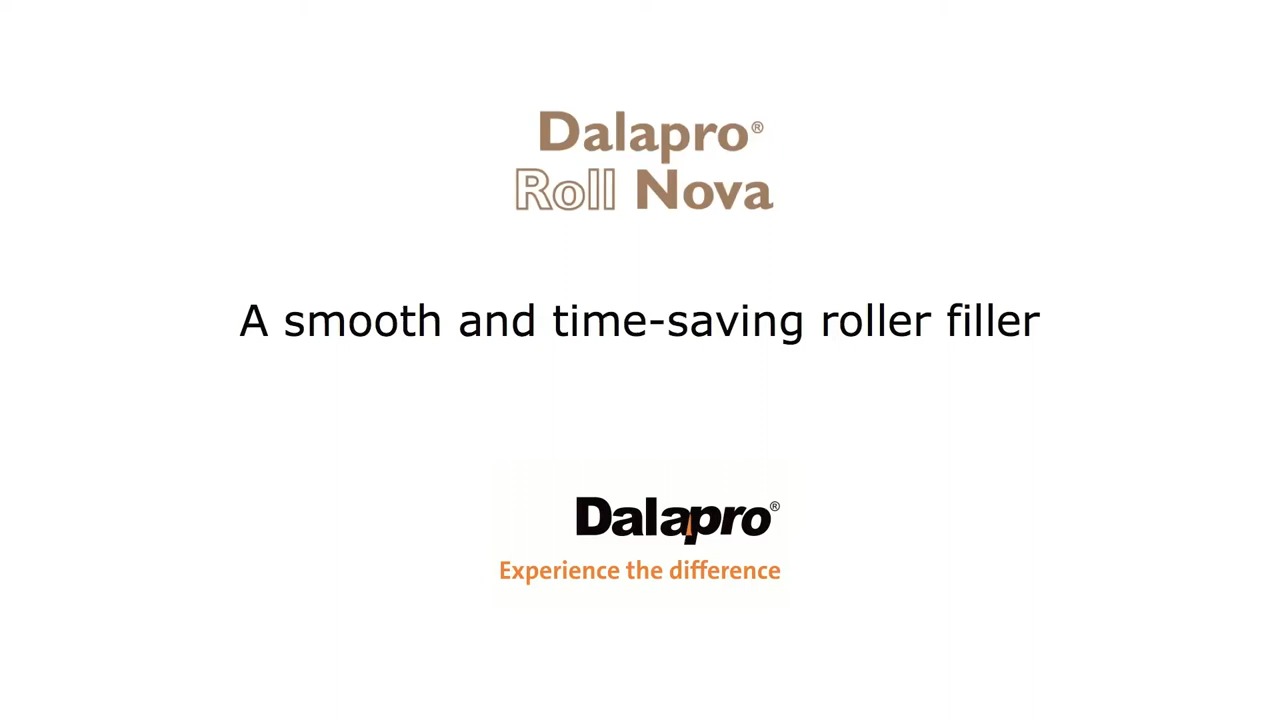 Dalapro®
Roll Nova
A smooth and time-saving roller filler
Dalapro®
Experience the difference